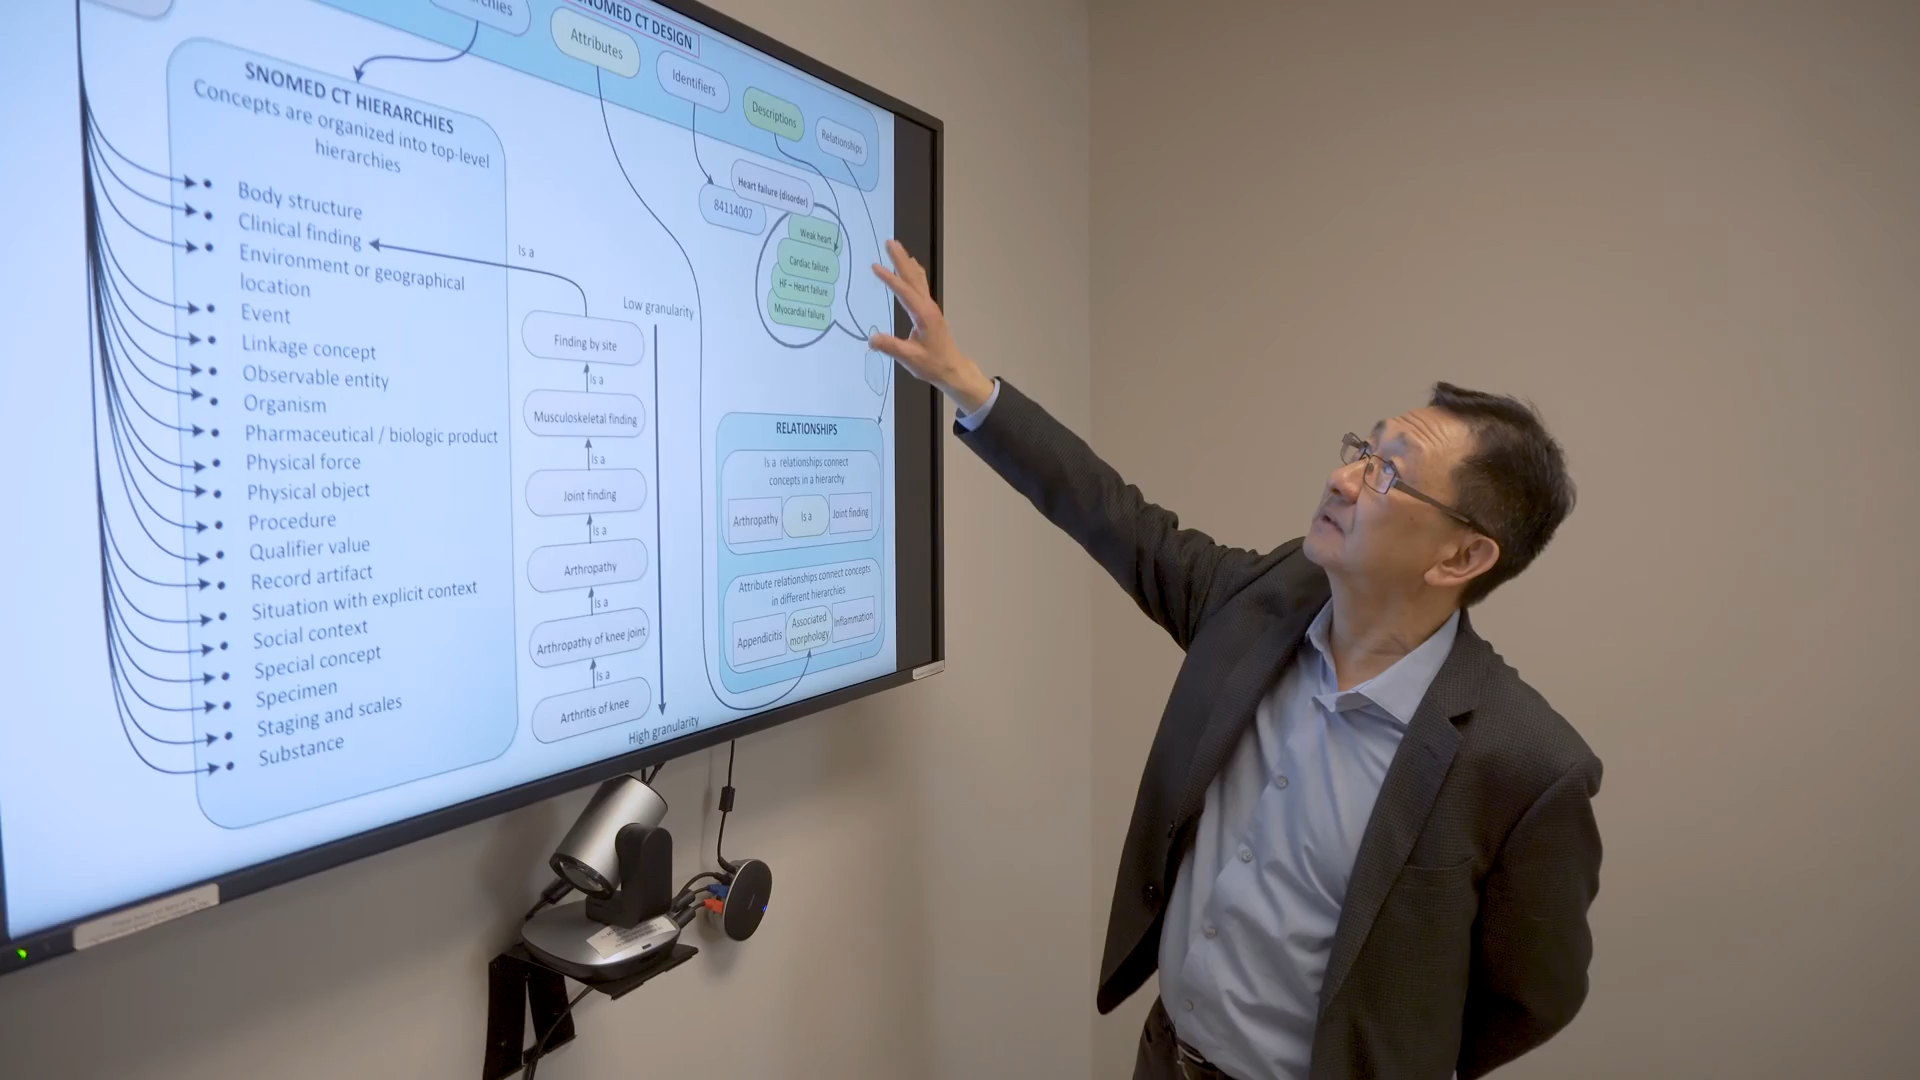 SNOMED CT DESIGN
Attributes
Identifiers
Descriptions
Relationships
SNOMED CT HIERARCHIES
Concepts are organized into top-level
hierarchies
Body structure
Clinical finding
Environment or geographical
location
Event
Linkage concept
Observable entity
Organism
Pharmaceutical / biologic product
Physical force
Physical object
Procedure
Qualifier value
Record artifact
Situation with explicit context
Social context
Special concept
Specimen
Staging and scales
Substance
Is a
Low granularity
Finding by site
Is a
Musculoskeletal finding
Is a
Joint finding
Is a
Arthropathy
Is a
Arthropathy of knee joint
Is a
Arthritis of knee
High granularity
Heart failure (disorder)
84114007
Weak heart
Cardiac failure
HF – Heart failure
Myocardial failure
RELATIONSHIPS
Is a relationships connect
concepts in a hierarchy
Arthropathy
Is a
Joint finding
Attribute relationships connect concepts
in different hierarchies
Appendicitis
Associated
morphology
Inflammation